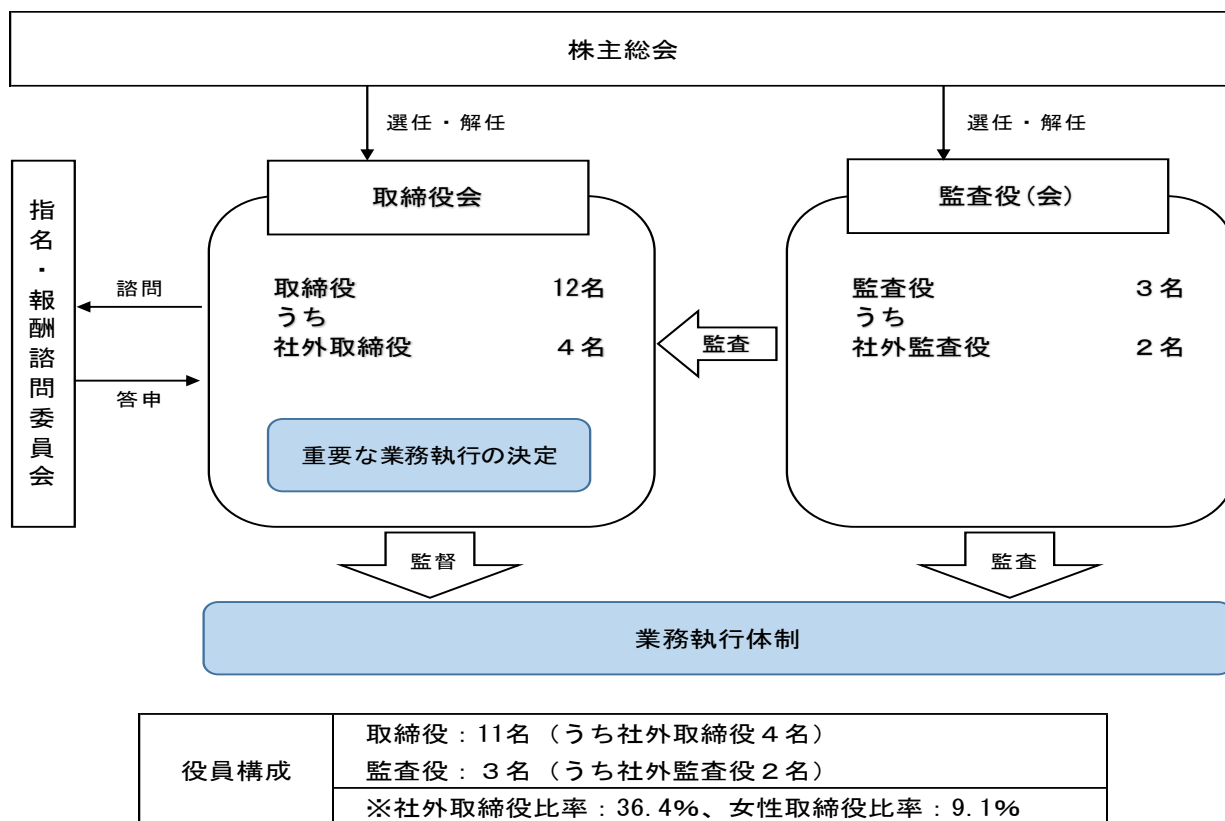 株主総会
選任・解任
選任・解任
指名・報酬諮問委員会
諮問
答申
取締役会
取締役 12名
うち
社外取締役 4名
重要な業務執行の決定
監査
監査役(会)
監査役 3名
うち
社外監査役 2名
監督
監査
業務執行体制
役員構成
取締役:11名(うち社外取締役4名)
監査役:3名(うち社外監査役2名)
※社外取締役比率:36.4%、女性取締役比率:9.1%